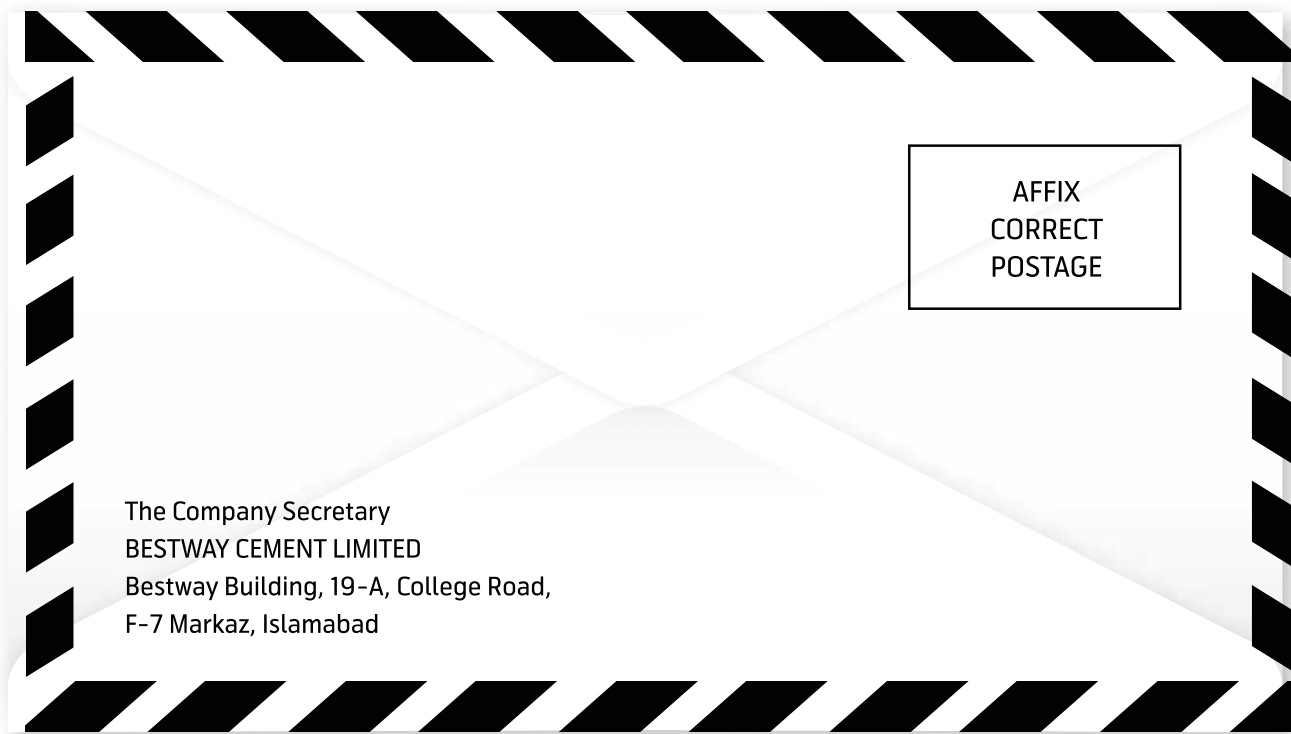 AFFIX
CORRECT
POSTAGE
The Company Secretary
BESTWAY CEMENT LIMITED
Bestway Building, 19-A, College Road,
F-7 Markaz, Islamabad